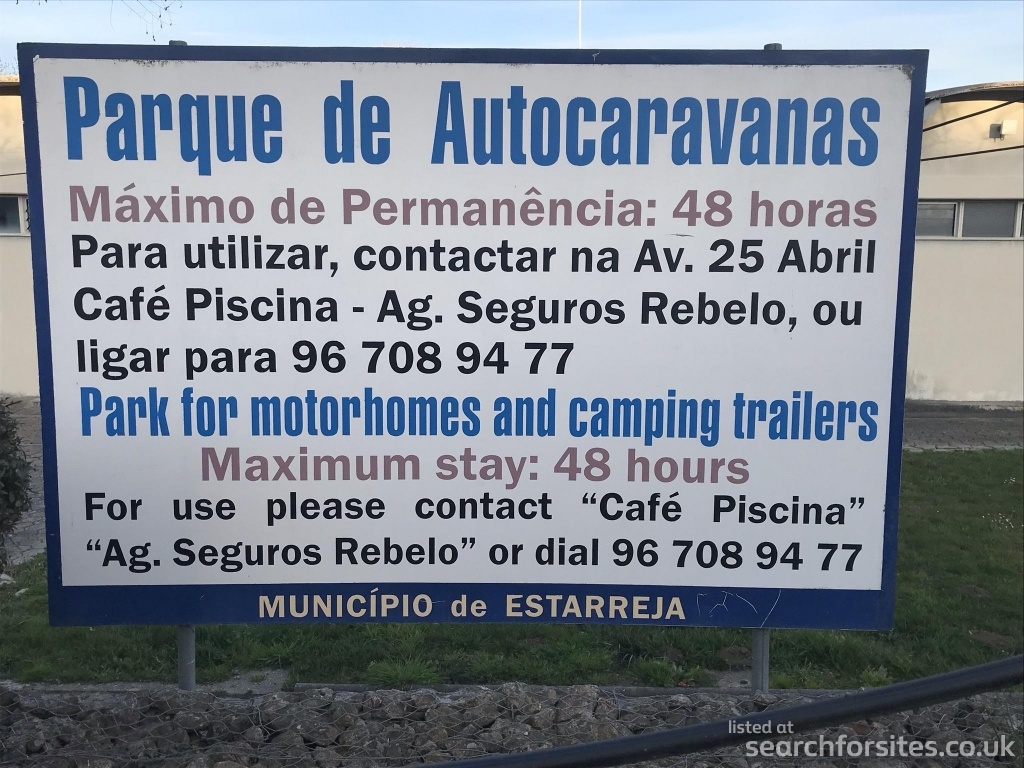 Parque de Autocaravanas
Máximo de Permanência: 48 horas
Para utilizar, contactar na Av. 25 Abril
Café Piscina - Ag. Seguros Rebelo, ou
ligar para 96 708 94 77
Park for motorhomes and camping trailers
Maximum stay: 48 hours
For use please contact “Café Piscina”
“Ag. Seguros Rebelo” or dial 96 708 94 77
MUNICÍPIO de ESTARREJA
listed at
searchforsites.co.uk